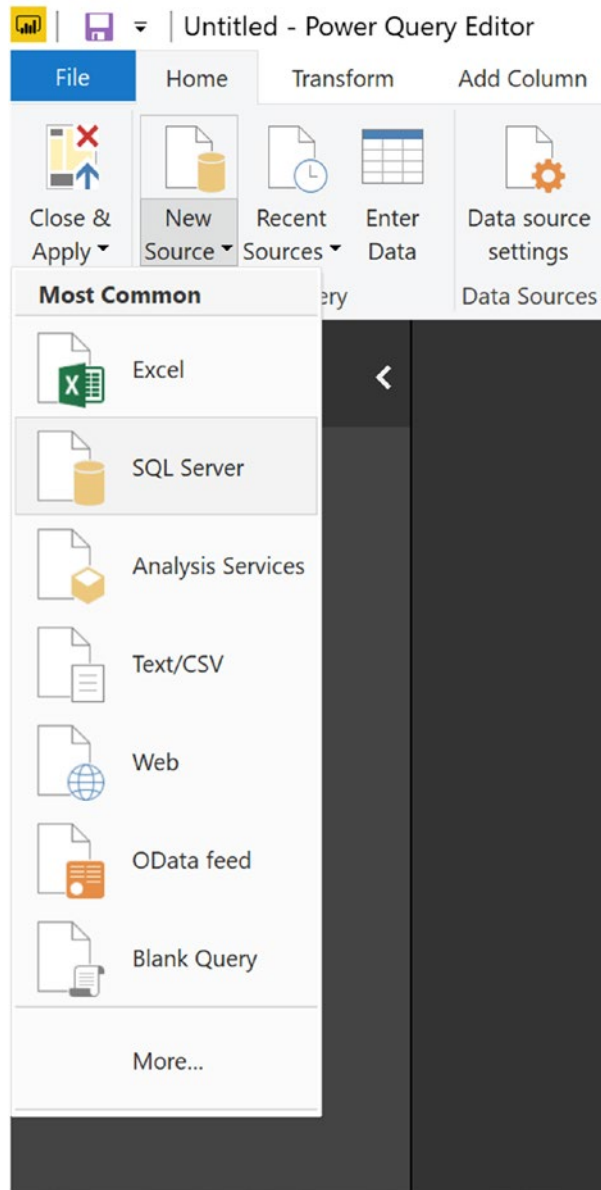 Untitled - Power Query Editor
File Home Transform Add Column
Close & New Recent Enter Data source
Apply Source Sources Data settings
Most Common ery Data Sources
Excel
SQL Server
Analysis Services
Text/CSV
Web
OData feed
Blank Query
More...